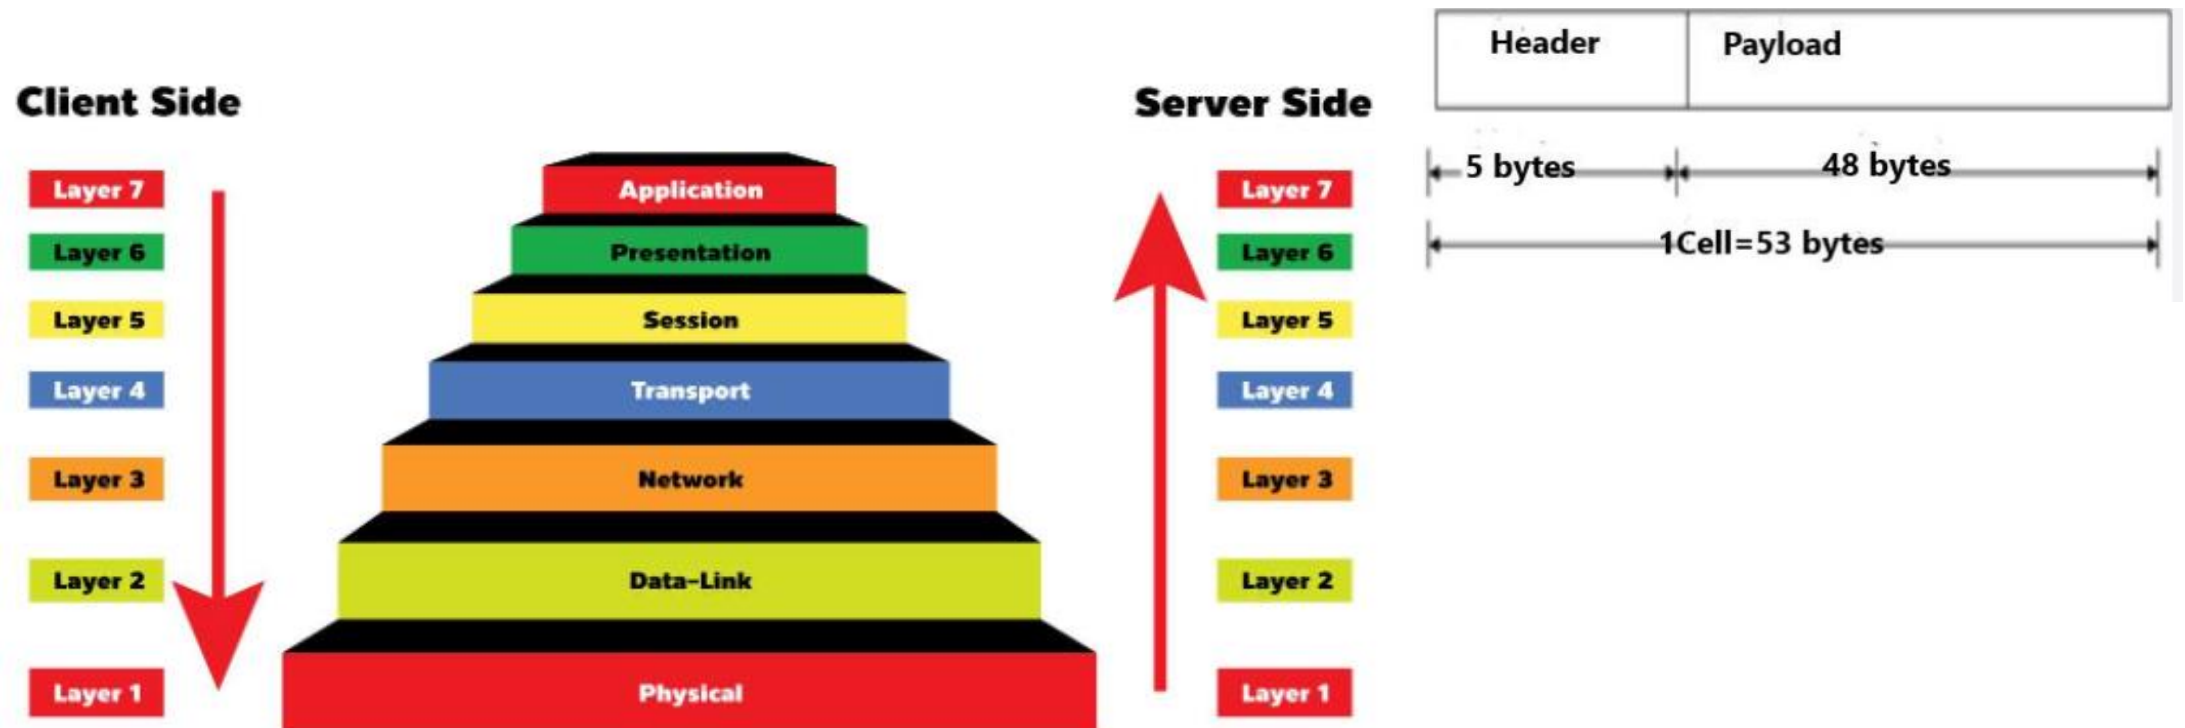 Client Side
Layer 7
Layer 6
Layer 5
Layer 4
Layer 3
Layer 2
Layer 1
Application
Presentation
Session
Transport
Network
Data-Link
Physical
Server Side
Layer 7
Layer 6
Layer 5
Layer 4
Layer 3
Layer 2
Layer 1
Header Payload
5 bytes 48 bytes
1Cell=53 bytes